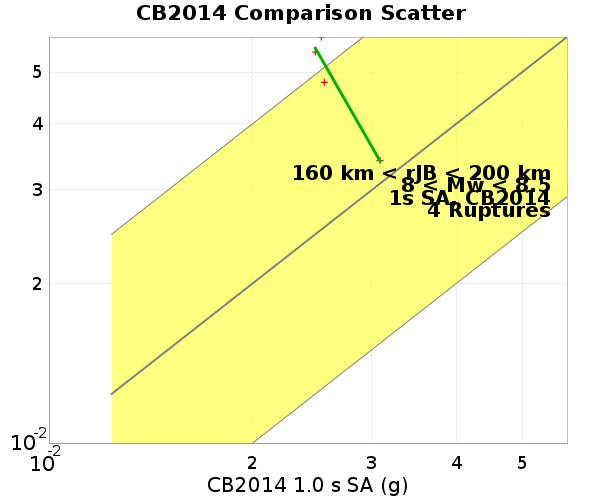 CB2014 Comparison Scatter
5
4
3
2
10-2
10-2
2
3
4
5
160 km < rJB < 200 km
8 < Mw < 8.5
1s SA, CB2014
4 Ruptures
CB2014 1.0 s SA (g)